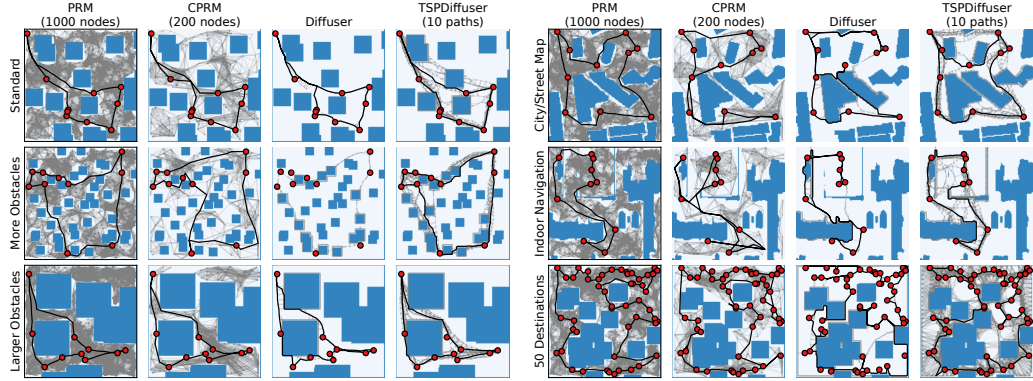 PRM
(1000 nodes)
CPRM
(200 nodes)
Diffuser
TSPDiffuser
(10 paths)
PRM
(1000 nodes)
CPRM
(200 nodes)
Diffuser
TSPDiffuser
(10 paths)
Standard
City/Street Map
More Obstacles
Indoor Navigation
Larger Obstacles
50 Destinations